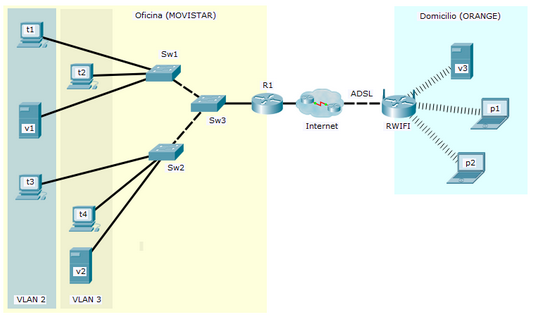 Oficina (MOVISTAR)
Domicilio (ORANGE)
t1
Sw1
t2
v3
R1
ADSL
v1
Sw3
Internet
RWIFI
p1
Sw2
p2
t3
t4
v2
VLAN 2
VLAN 3